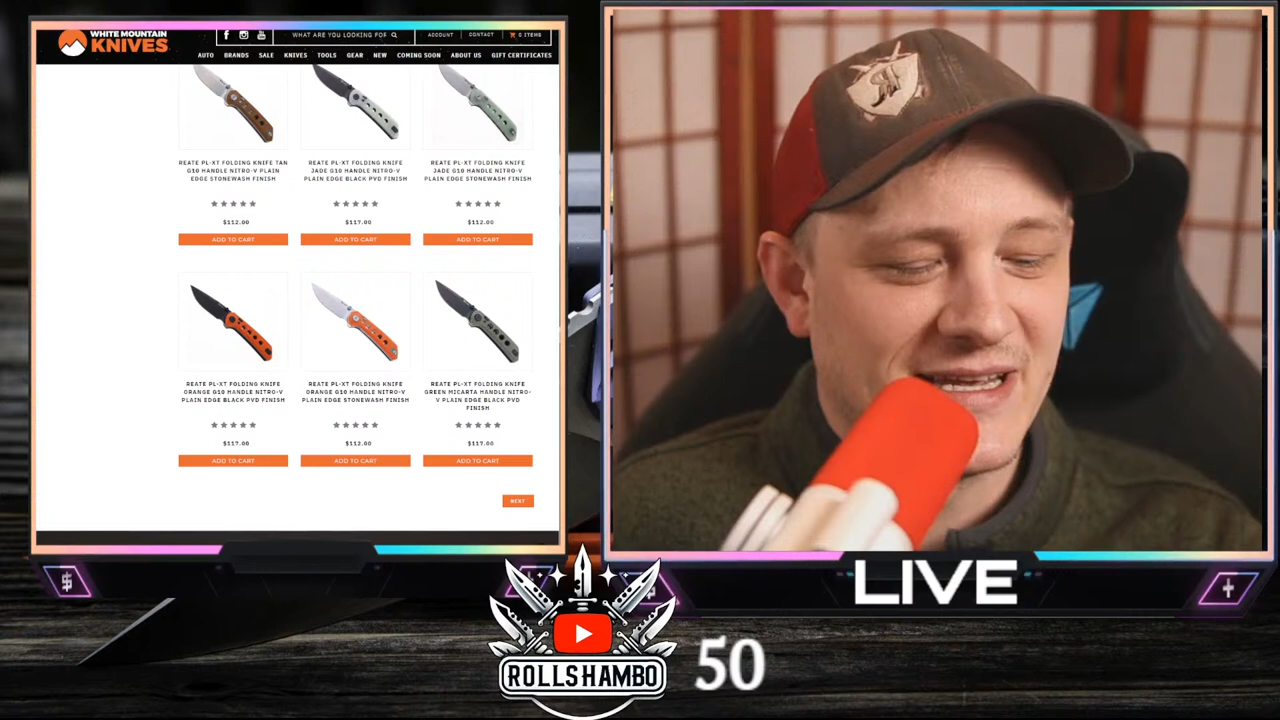 WHITE MOUNTAIN
KNIVES
f
WHAT ARE YOU LOOKING FOR
ACCOUNT
CONTACT
0 ITEMS
AUTO BRANDS SALE KNIVES TOOLS GEAR NEW COMING SOON ABOUT US GIFT CERTIFICATES
REATE PL-XT FOLDING KNIFE TAN
G10 HANDLE NITRO-V PLAIN
EDGE STONEWASH FINISH
$112.00
ADD TO CART
REATE PL-XT FOLDING KNIFE
JADE G10 HANDLE NITRO-V
PLAIN EDGE BLACK PVD FINISH
$117.00
ADD TO CART
REATE PL-XT FOLDING KNIFE
JADE G10 HANDLE NITRO-V
PLAIN EDGE STONEWASH FINISH
$112.00
ADD TO CART
REATE PL-XT FOLDING KNIFE
ORANGE G10 HANDLE NITRO-V
PLAIN EDGE BLACK PVD FINISH
$117.00
ADD TO CART
REATE PL-XT FOLDING KNIFE
ORANGE G10 HANDLE NITRO-V
PLAIN EDGE STONEWASH FINISH
$112.00
ADD TO CART
REATE PL-XT FOLDING KNIFE
GREEN MICARTA HANDLE NITRO-
V PLAIN EDGE BLACK PVD
FINISH
$117.00
ADD TO CART
NEXT
$
LIVE
ROLLSHAMBO
50